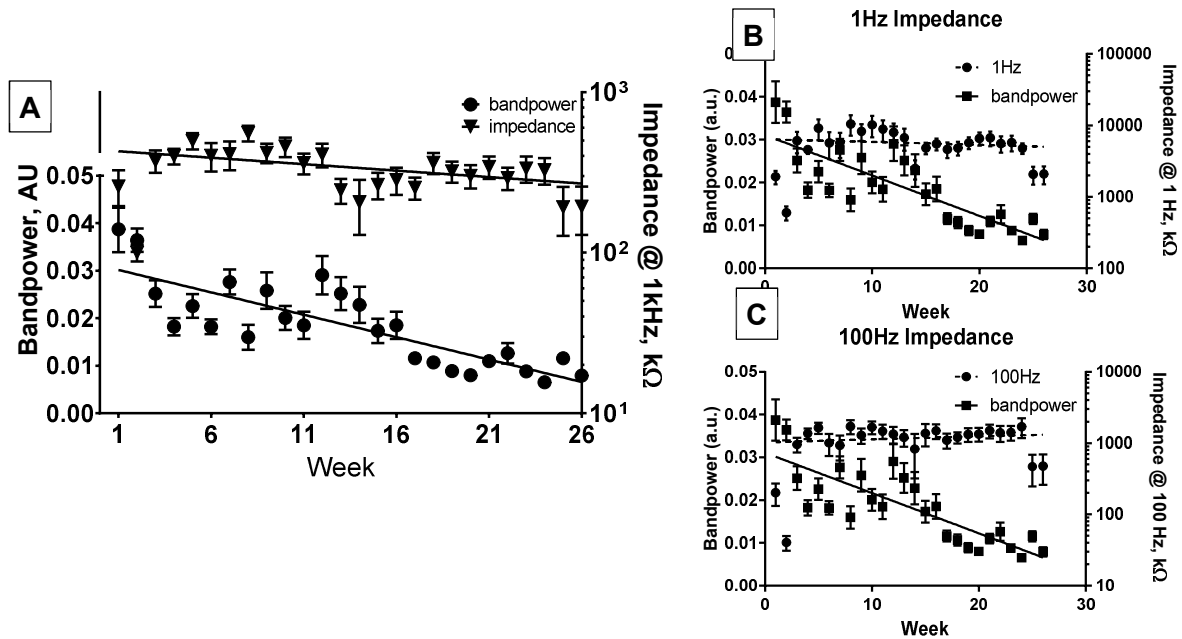 A
bandpower
impedance
Bandpower, AU
0.05
0.04
0.03
0.02
0.01
0.00
10³
10²
10¹
Impedance @ 1kHz, kΩ
1 6 11 16 21 26
Week
B
1Hz Impedance
1Hz
bandpower
Bandpower (a.u.)
0.04
0.03
0.02
0.01
0.00
100000
10000
1000
100
Impedance @ 1 Hz, kΩ
0 10 20 30
Week
C
100Hz Impedance
100Hz
bandpower
Bandpower (a.u.)
0.05
0.04
0.03
0.02
0.01
0.00
10000
1000
100
10
Impedance @ 100 Hz, kΩ
0 10 20 30
Week